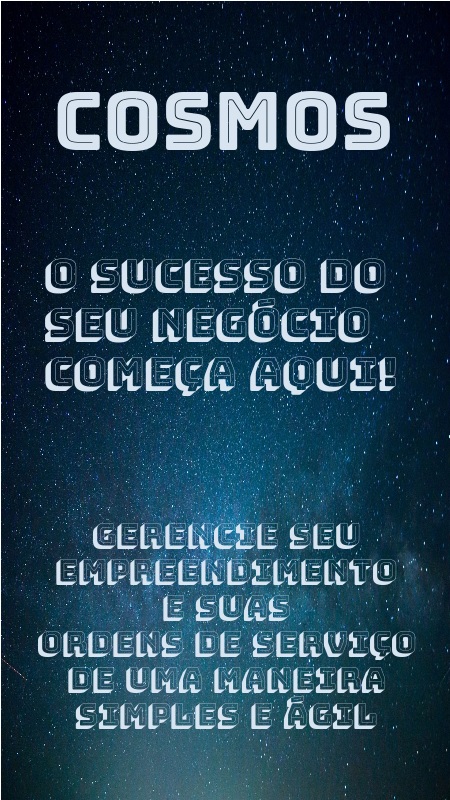 COSMOS
O SUCESSO DO
SEU NEGÓCIO
COMEÇA AQUI!
GERENCIE SEU
EMPREENDIMENTO
E SUAS
ORDENS DE SERVIÇO
DE UMA MANEIRA
SIMPLES E ÁGIL